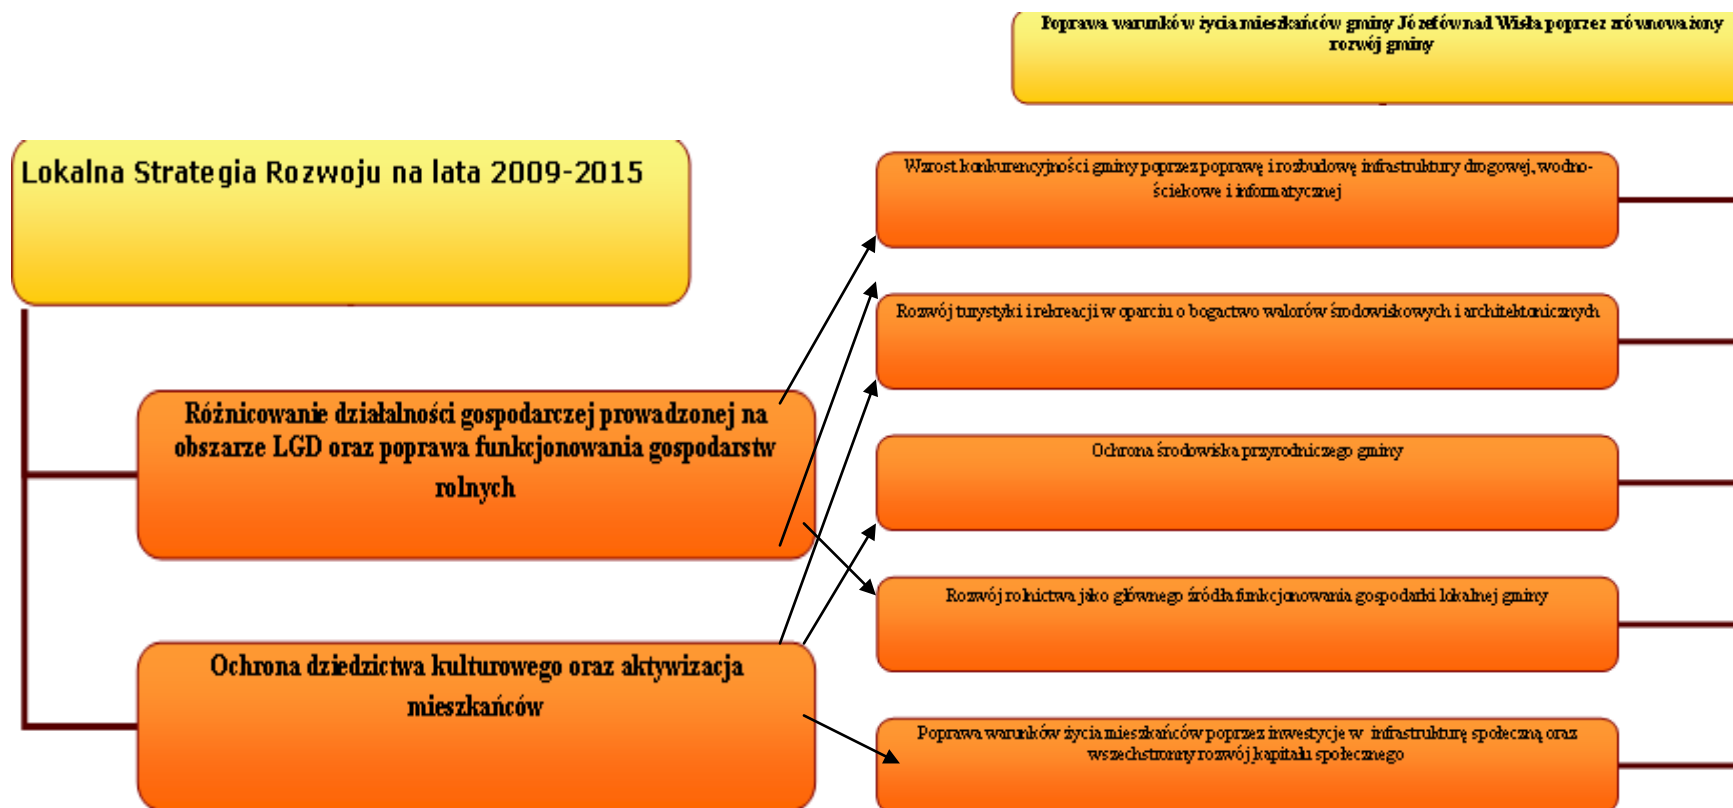 Poprawa warunków życia mieszkańców gminy Józefów nad Wisła poprzez zrównoważony
rozwój gminy
Lokalna Strategia Rozwoju na lata 2009-2015
Wzrost konkurencyjności gminy poprzez poprawę i rozbudowę infrastruktury drogowej, wodno-
ściekowe i informatycznej
Rozwój turystyki i rekreacji w oparciu o bogactwo walorów środowiskowych i architektonicznych
Różnicowanie działalności gospodarczej prowadzonej na
obszarze LGD oraz poprawa funkcjonowania gospodarstw
rolnych
Ochrona środowiska przyrodniczego gminy
Rozwój rolnictwa jako głównego źródła funkcjonowania gospodarki lokalnej gminy
Ochrona dziedzictwa kulturowego oraz aktywizacja
mieszkańców
Poprawa warunków życia mieszkańców poprzez inwestycje w infrastrukturę społeczną oraz
wszechstronny rozwój kapitału społecznego